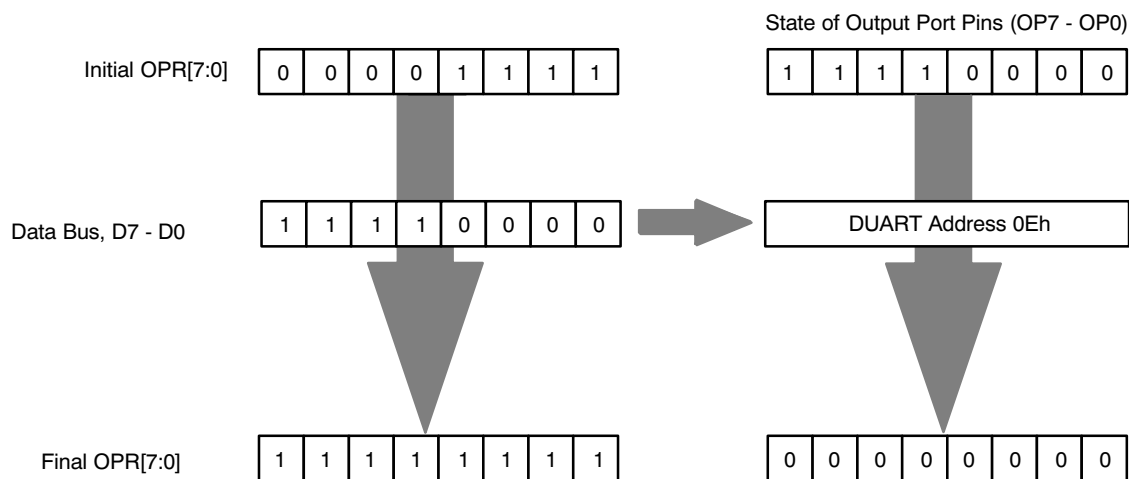 State of Output Port Pins (OP7 - OP0)
Initial OPR[7:0] 0 0 0 0 1 1 1 1 1 1 1 1 0 0 0 0
Data Bus, D7 - D0 1 1 1 1 0 0 0 0 DUART Address 0Eh
Final OPR[7:0] 1 1 1 1 1 1 1 1 0 0 0 0 0 0 0 0